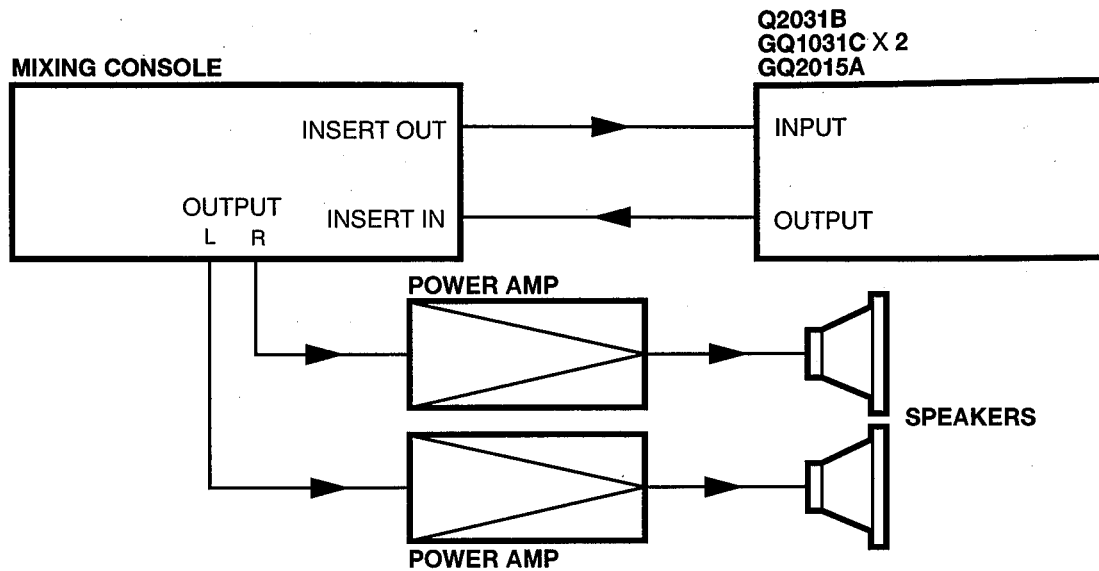 Q2031B
GQ1031C X 2
GQ2015A
MIXING CONSOLE
INSERT OUT
INPUT
OUTPUT
L R
INSERT IN
OUTPUT
POWER AMP
SPEAKERS
POWER AMP